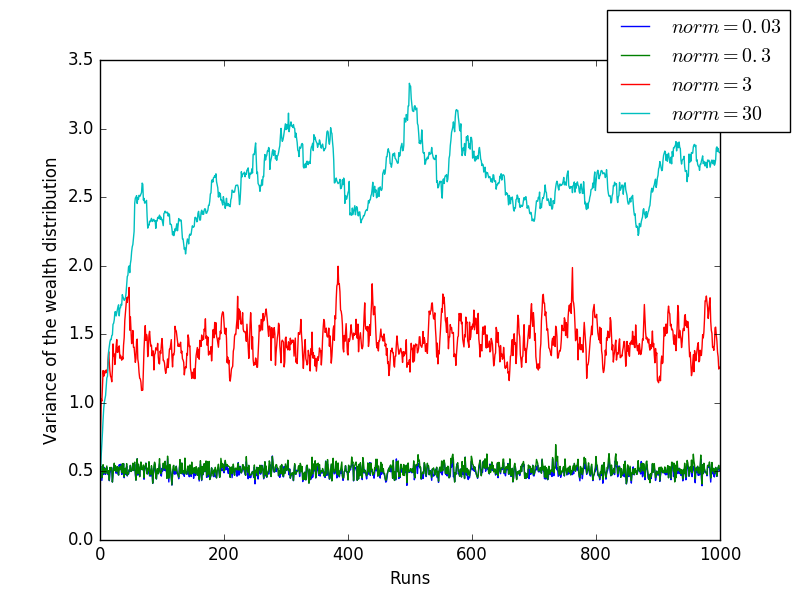 norm = 0.03
norm = 0.3
norm = 3
norm = 30
3.5
3.0
2.5
2.0
1.5
1.0
0.5
0.0
Variance of the wealth distribution
0 200 400 600 800 1000
Runs